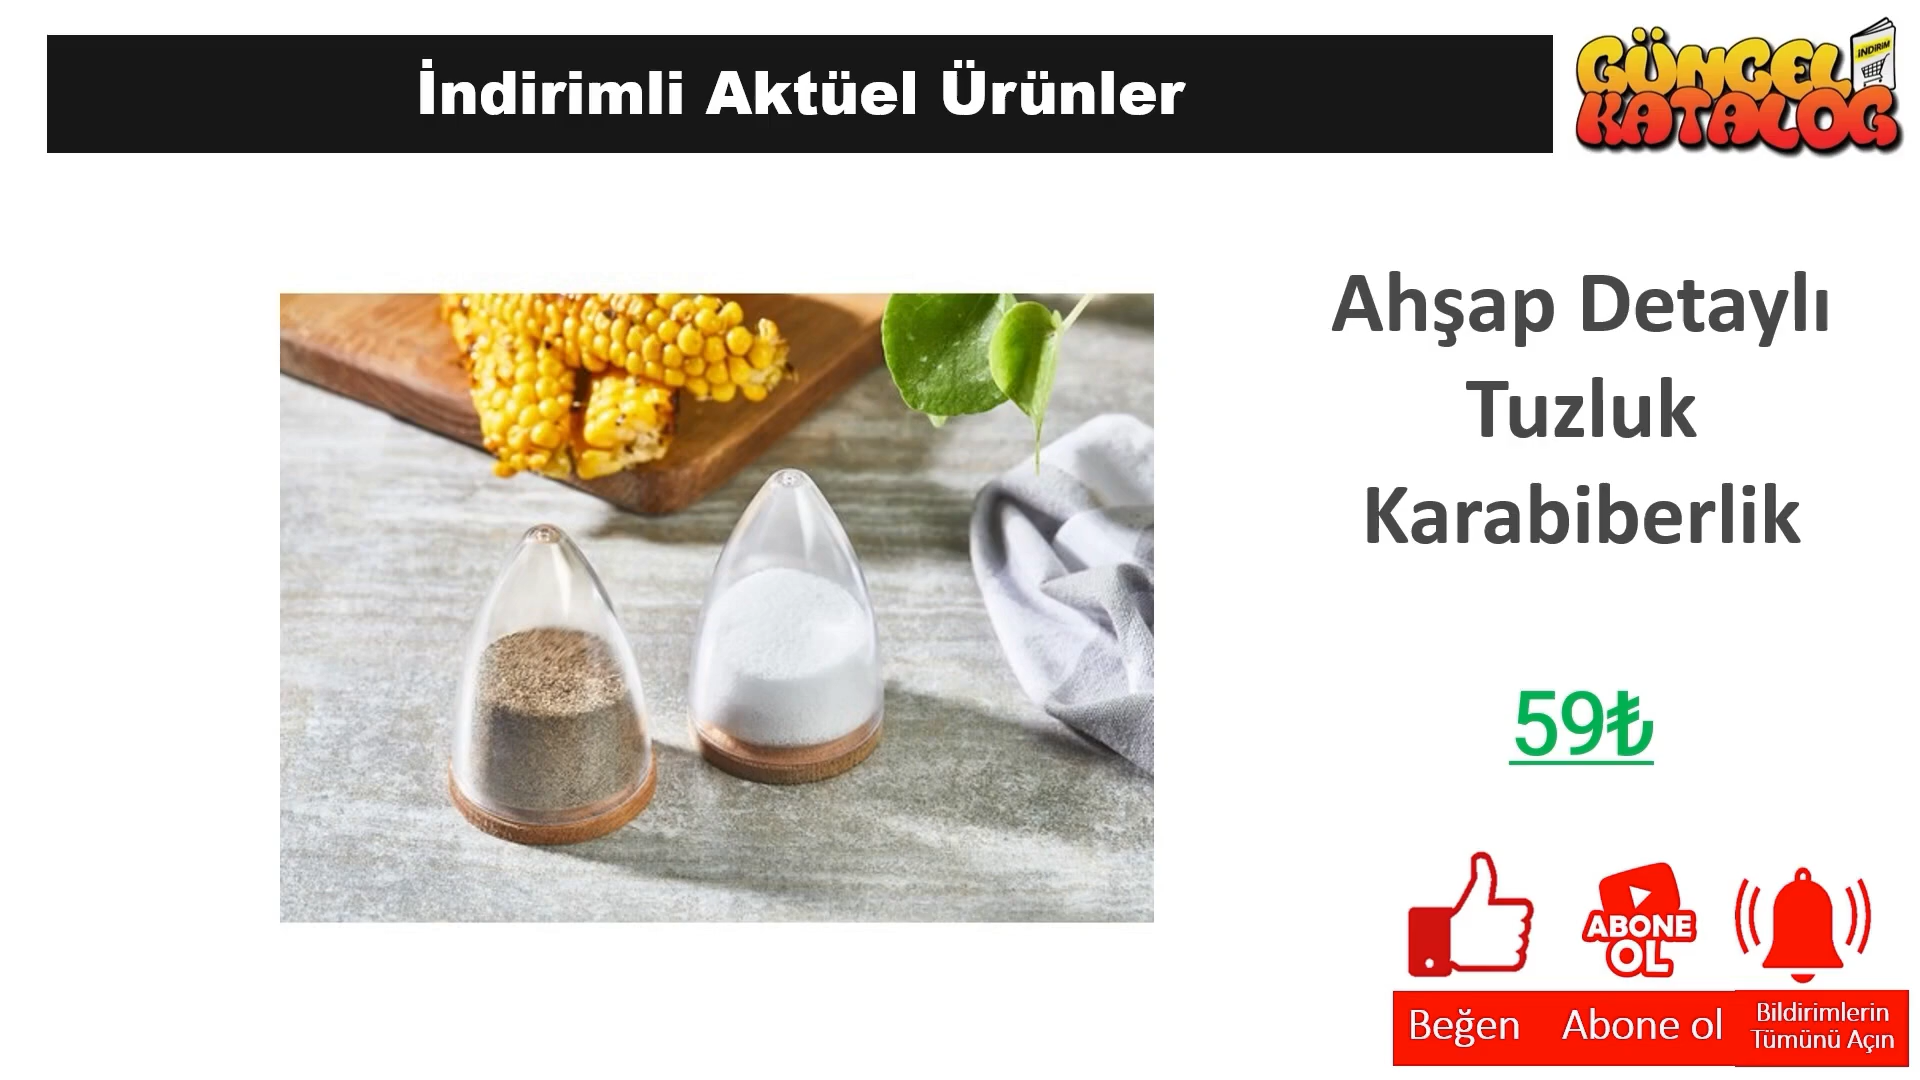 İndirimli Aktüel Ürünler
GÜNCEL
İNDİRİM
KATALOG
Ahşap Detaylı
Tuzluk
Karabiberlik
59₺
ABONE
OL
Beğen
Abone ol
Bildirimlerin
Tümünü Açın